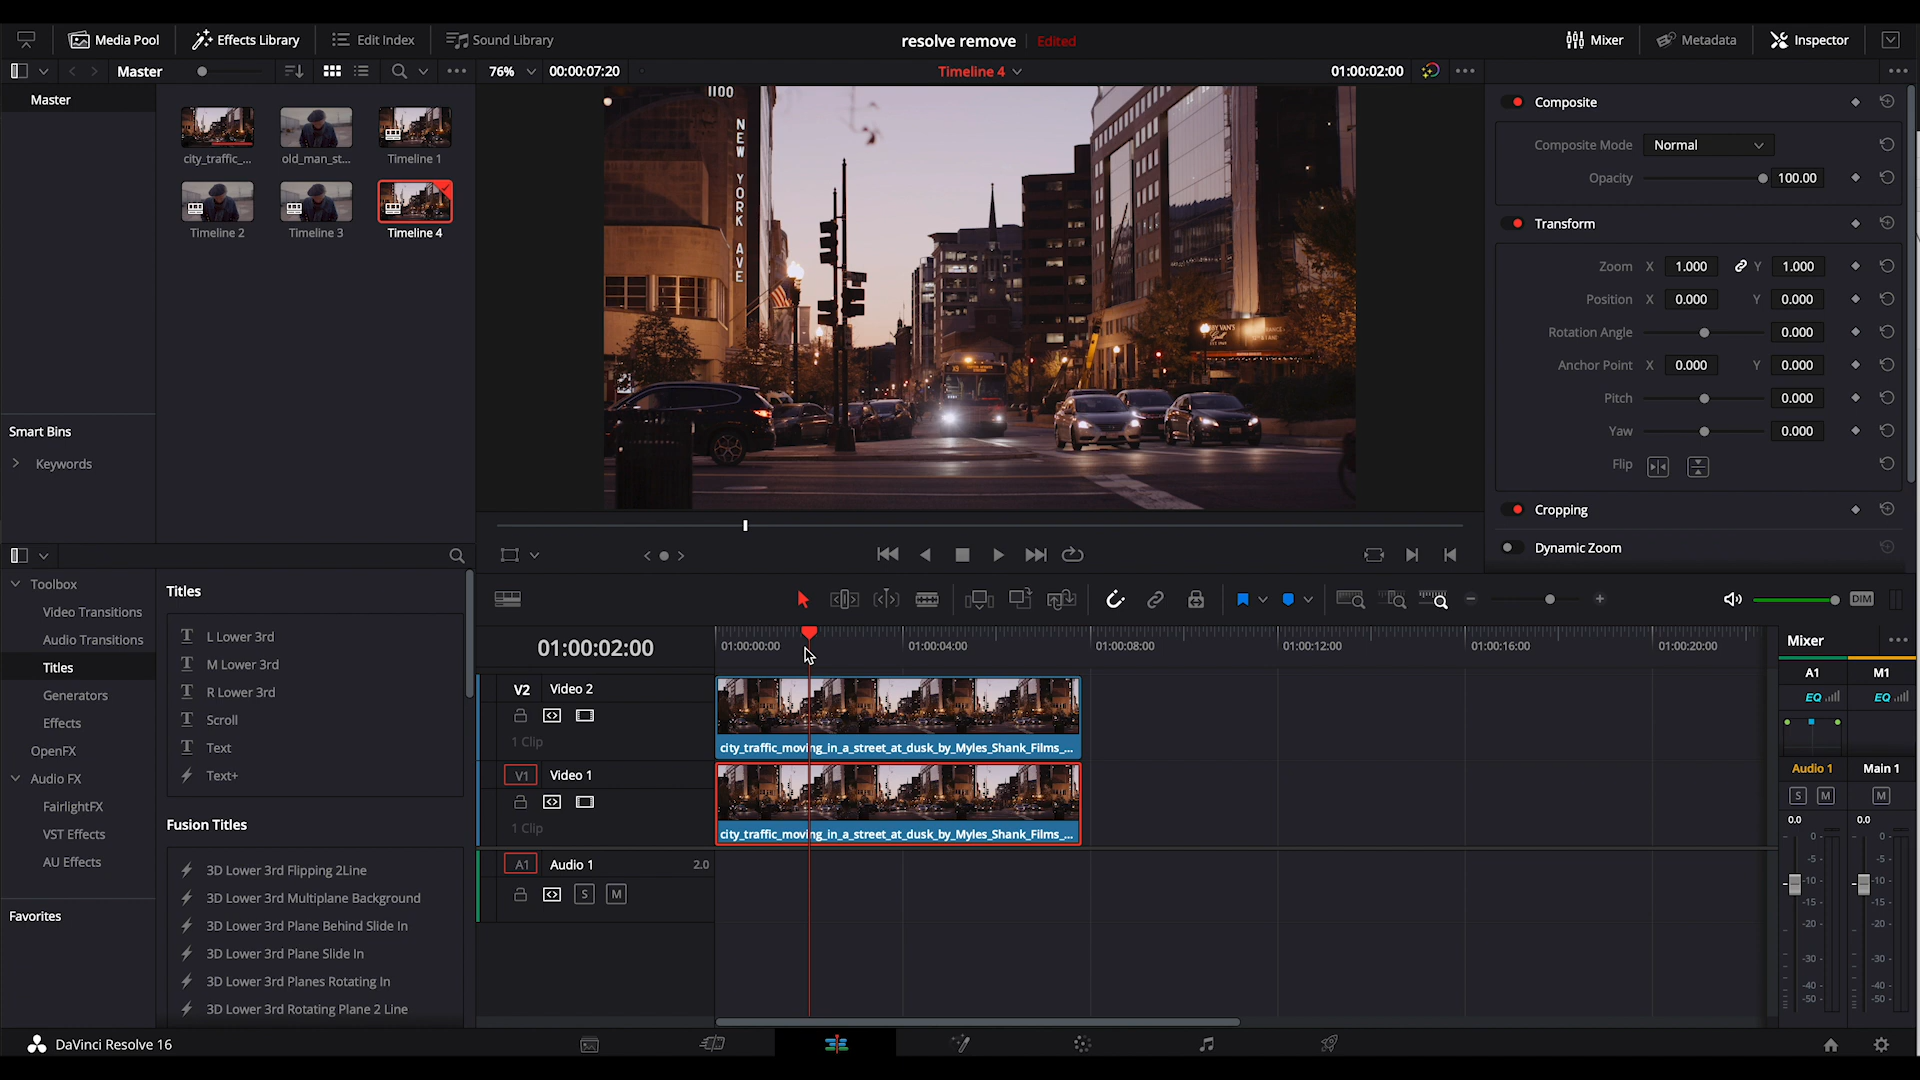 Media Pool
Effects Library
Edit Index
Sound Library
resolve remove
Edited
Mixer
Metadata
Inspector
Master
76%
00:00:07:20
Timeline 4
01:00:02:00
Master
city_traffic_...
old_man_st...
Timeline 1
Timeline 2
Timeline 3
Timeline 4
Smart Bins
Keywords
1100
NEW YORK AVE
Composite
Composite Mode
Normal
Opacity
100.00
Transform
Zoom X 1.000 Y 1.000
Position X 0.000 Y 0.000
Rotation Angle 0.000
Anchor Point X 0.000 Y 0.000
Pitch 0.000
Yaw 0.000
Flip
Cropping
Dynamic Zoom
Toolbox
Video Transitions
Audio Transitions
Titles
Generators
Effects
OpenFX
Audio FX
FairlightFX
VST Effects
AU Effects
Favorites
Titles
L Lower 3rd
M Lower 3rd
R Lower 3rd
Scroll
Text
Text+
Fusion Titles
3D Lower 3rd Flipping 2Line
3D Lower 3rd Multiplane Background
3D Lower 3rd Plane Behind Slide In
3D Lower 3rd Plane Slide In
3D Lower 3rd Planes Rotating In
3D Lower 3rd Rotating Plane 2 Line
DIM
01:00:02:00
01:00:00:00
01:00:04:00
01:00:08:00
01:00:12:00
01:00:16:00
01:00:20:00
V2 Video 2
1 Clip
city_traffic_moving_in_a_street_at_dusk_by_Myles_Shank_Films_...
V1 Video 1
1 Clip
city_traffic_moving_in_a_street_at_dusk_by_Myles_Shank_Films_...
A1 Audio 1 2.0
S M
Mixer
A1 M1
EQ EQ
Audio 1 Main 1
S M M
0.0 0.0
0 0
-5 -5
-10 -10
-15 -15
-20 -20
-30 -30
-40 -40
-50 -50
DaVinci Resolve 16